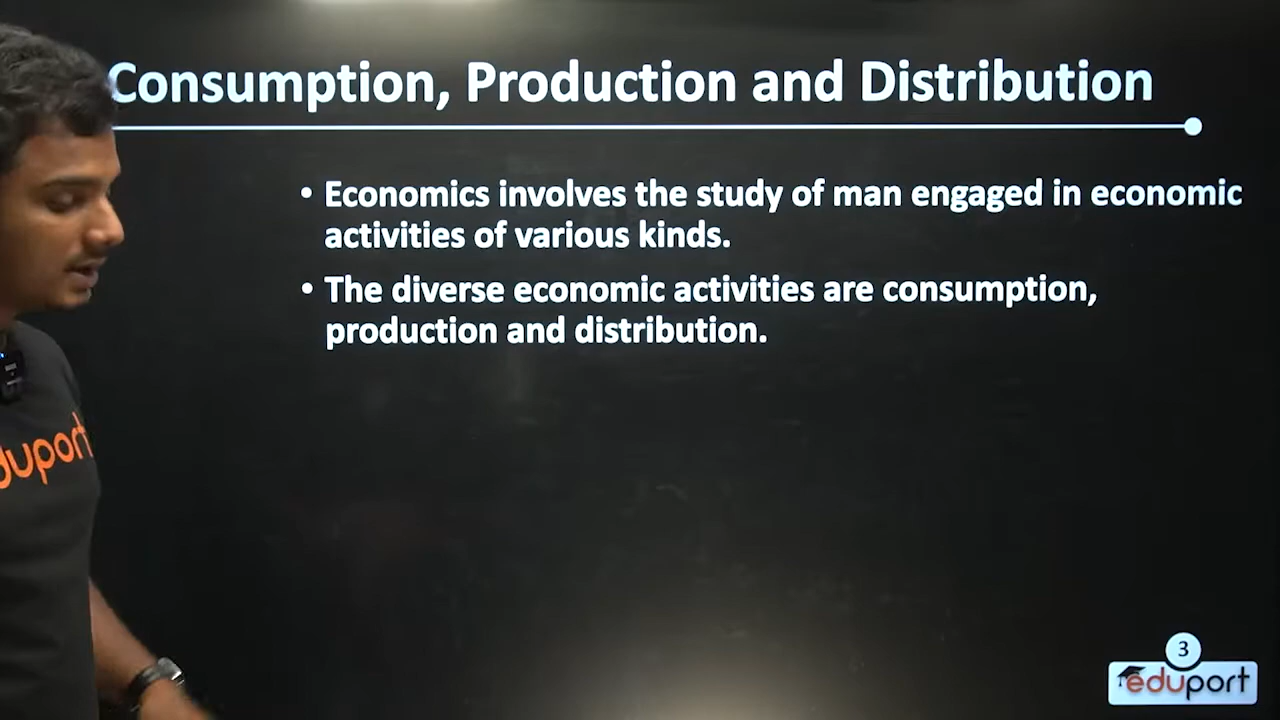 Consumption, Production and Distribution
• Economics involves the study of man engaged in economic
activities of various kinds.
• The diverse economic activities are consumption,
production and distribution.
duport
3
eduport